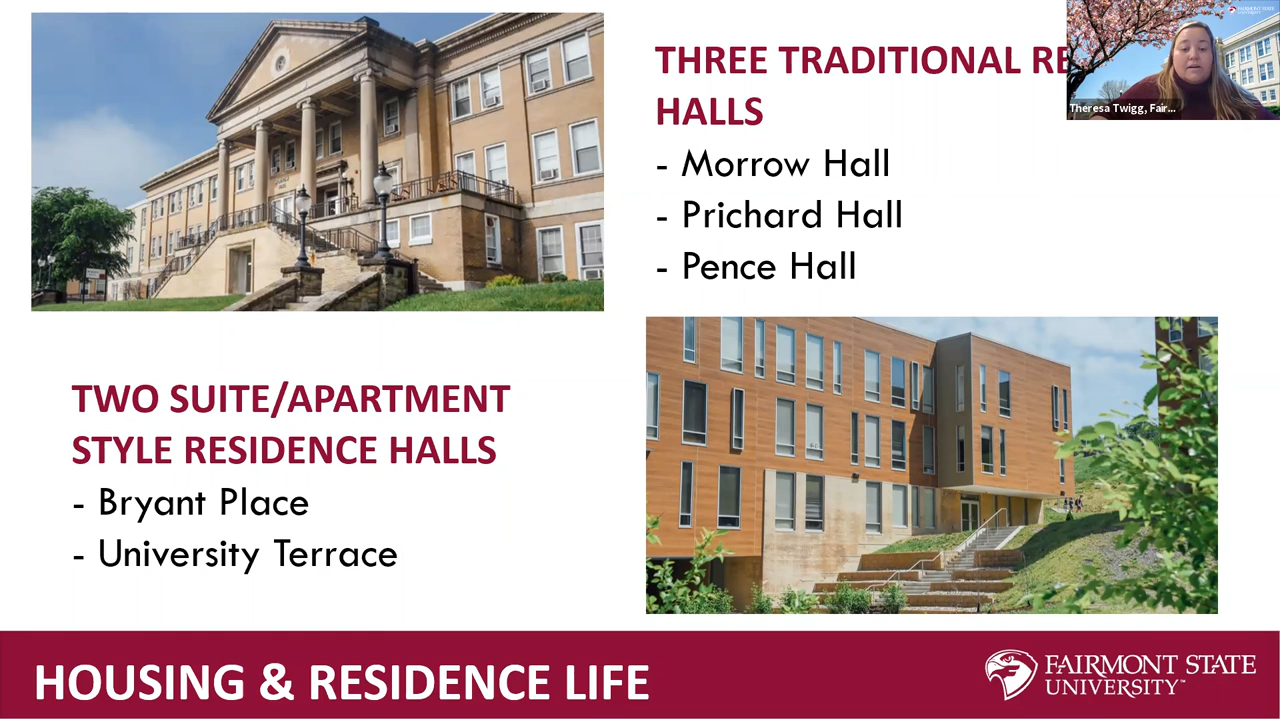 THREE TRADITIONAL RE
HALLS
- Morrow Hall
- Prichard Hall
- Pence Hall
Theresa Twigg, Fair...
TWO SUITE/APARTMENT
STYLE RESIDENCE HALLS
- Bryant Place
- University Terrace
HOUSING & RESIDENCE LIFE
FAIRMONT STATE
UNIVERSITY™